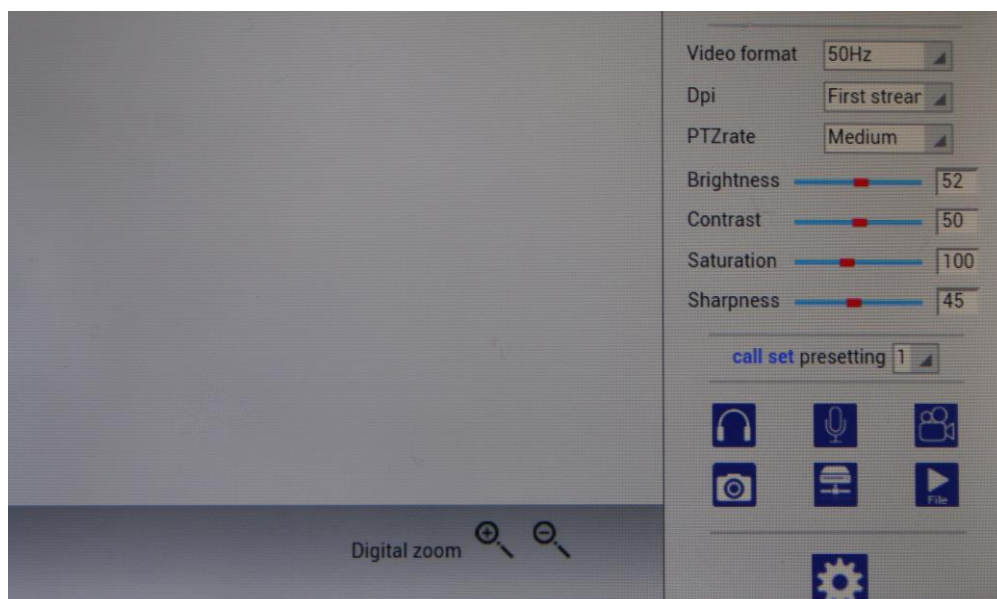 Video format 50Hz
Dpi First strear
PTZrate Medium
Brightness 52
Contrast 50
Saturation 100
Sharpness 45
call set presetting 1
File
Digital zoom